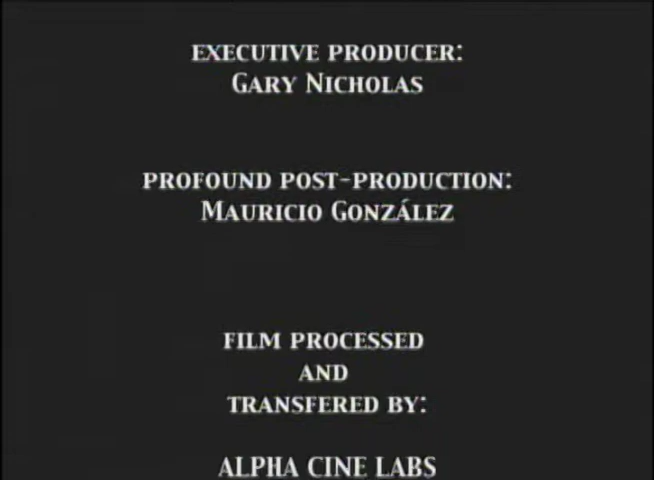 EXECUTIVE PRODUCER:
GARY NICHOLAS
PROFOUND POST-PRODUCTION:
MAURICIO GONZÁLEZ
FILM PROCESSED
AND
TRANSFERED BY:
ALPHA CINE LABS